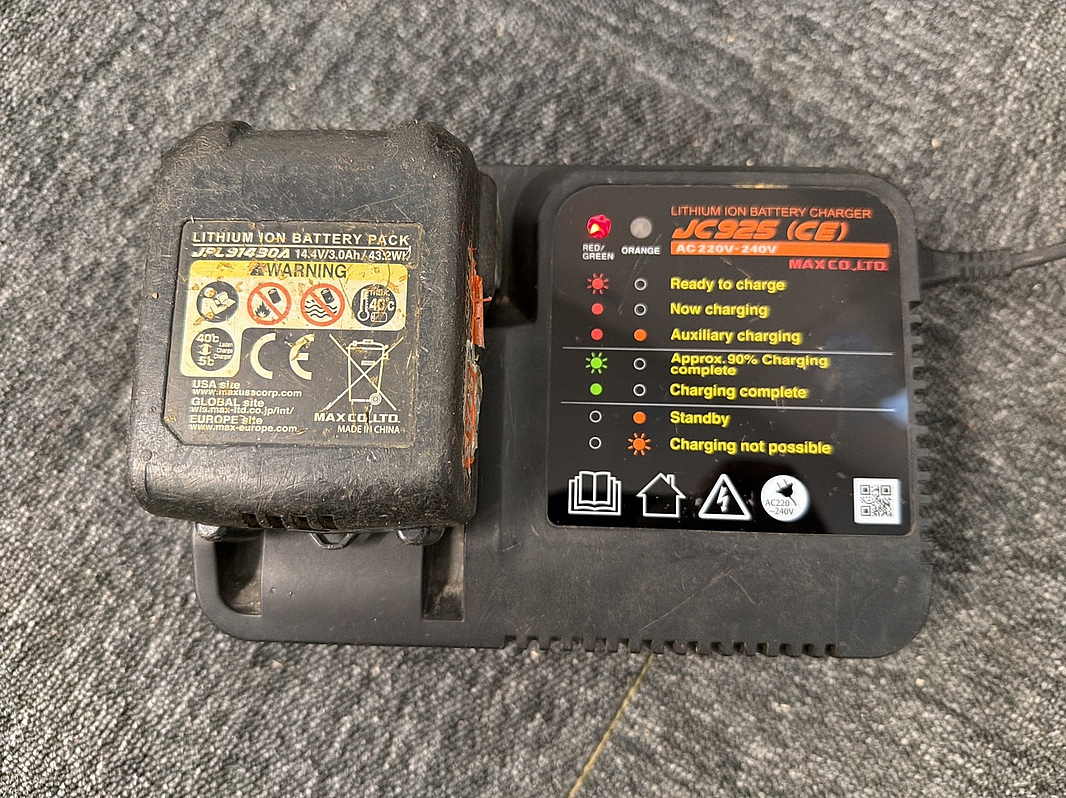 LITHIUM ION BATTERY PACK
JPL91430A 14.4V/3.0Ah/43.2Wh
WARNING
40℃
40℃
5℃
CE
USA site
www.maxusacorp.com
GLOBAL site
wis.max-ltd.co.jp/int/
EUROPE site
www.max-europe.com
MAX CO.,LTD.
MADE IN CHINA
LITHIUM ION BATTERY CHARGER
JC925 (CE)
AC 220V-240V
MAX CO.,LTD.
RED/
GREEN
ORANGE
Ready to charge
Now charging
Auxiliary charging
Approx.90% Charging
complete
Charging complete
Standby
Charging not possible
AC220
~240V